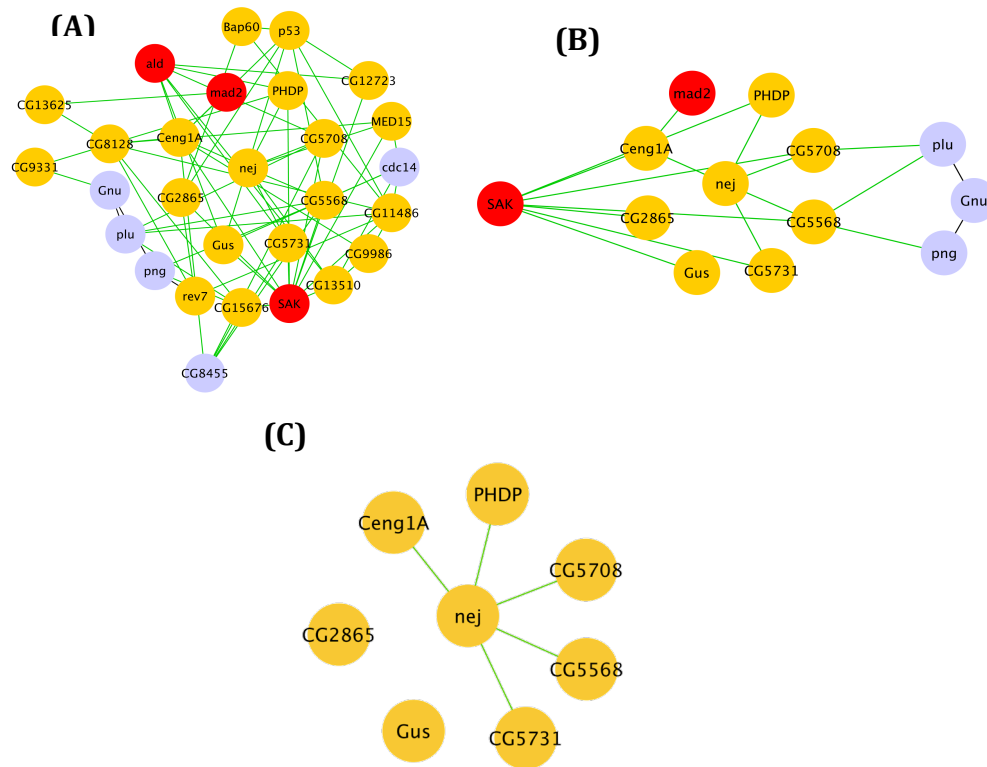 (A)
Bap60
p53
ald
CG12723
mad2
PHDP
CG13625
MED15
CG8128
Ceng1A
CG5708
CG9331
nej
cdc14
Gnu
CG2865
CG5568
CG11486
plu
Gus
CG5731
CG9986
png
rev7
CG15676
SAK
CG13510
CG8455
(B)
mad2
PHDP
Ceng1A
CG5708
plu
nej
SAK
CG2865
CG5568
Gnu
png
Gus
CG5731
(C)
PHDP
Ceng1A
CG5708
nej
CG2865
CG5568
Gus
CG5731